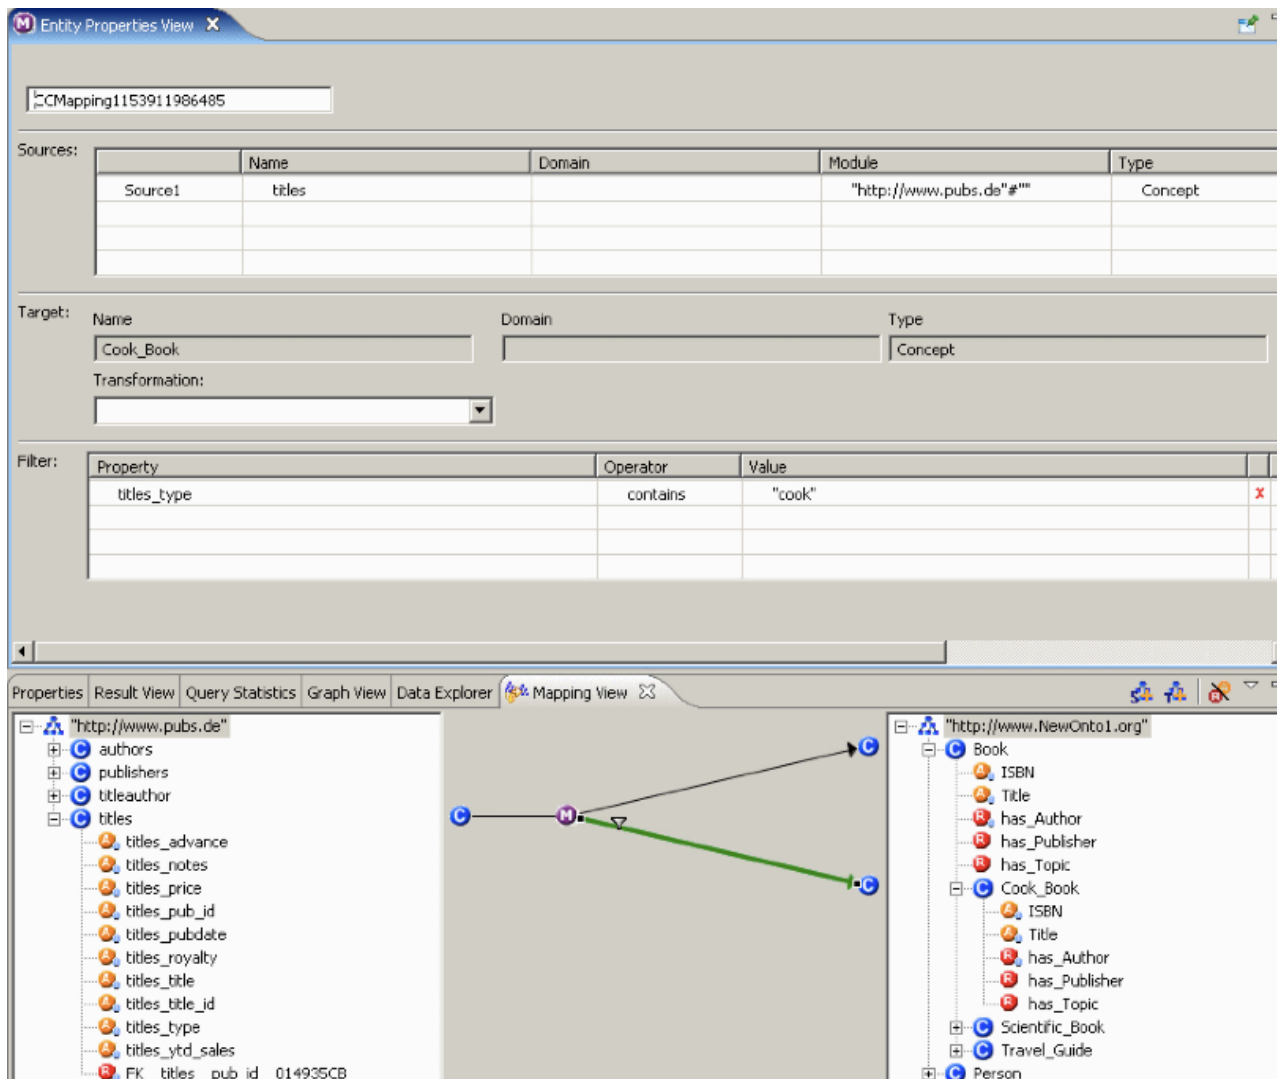 Entity Properties View
CCMapping1153911986485
Sources:
Name Domain Module Type
Source1 titles "http://www.pubs.de"#"" Concept
Target:
Name Domain Type
Cook_Book Concept
Transformation:
Filter:
Property Operator Value
titles_type contains "cook"
Properties Result View Query Statistics Graph View Data Explorer Mapping View
"http://www.pubs.de"
authors
publishers
titleauthor
titles
titles_advance
titles_notes
titles_price
titles_pub_id
titles_pubdate
titles_royalty
titles_title
titles_title_id
titles_type
titles_ytd_sales
FK__titles__pub_id__014935CB
"http://www.NewOnto1.org"
Book
ISBN
Title
has_Author
has_Publisher
has_Topic
Cook_Book
ISBN
Title
has_Author
has_Publisher
has_Topic
Scientific_Book
Travel_Guide
Person